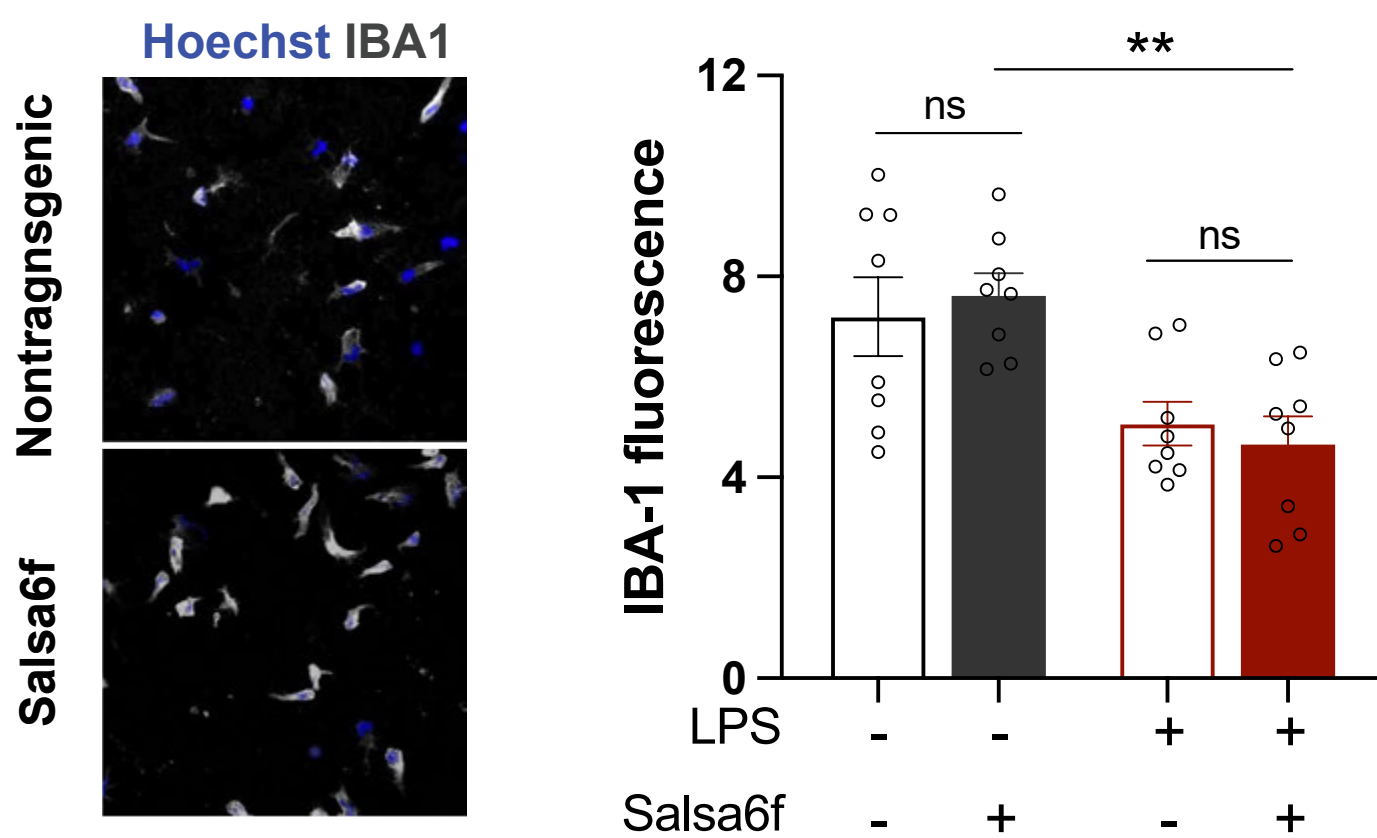 Hoechst IBA1
Nontragnsgenic
Salsa6f
IBA-1 fluorescence
12
8
4
0
ns
**
ns
LPS - - + +
Salsa6f - + - +